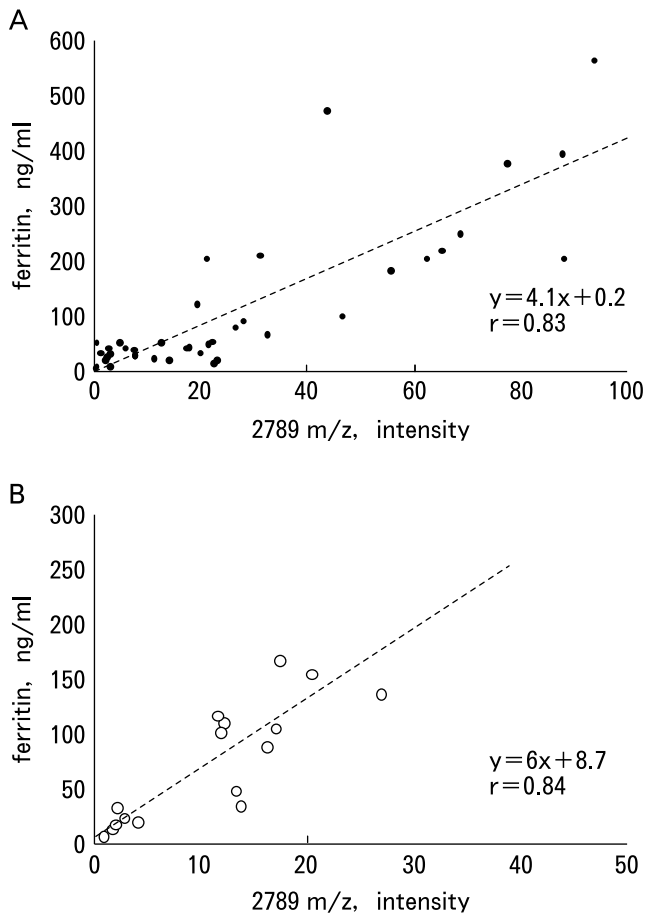 A
600
500
400
300
200
100
0
ferritin, ng/ml
y=4.1x+0.2
r=0.83
0 20 40 60 80 100
2789 m/z, intensity
B
300
250
200
150
100
50
0
ferritin, ng/ml
y=6x+8.7
r=0.84
0 10 20 30 40 50
2789 m/z, intensity